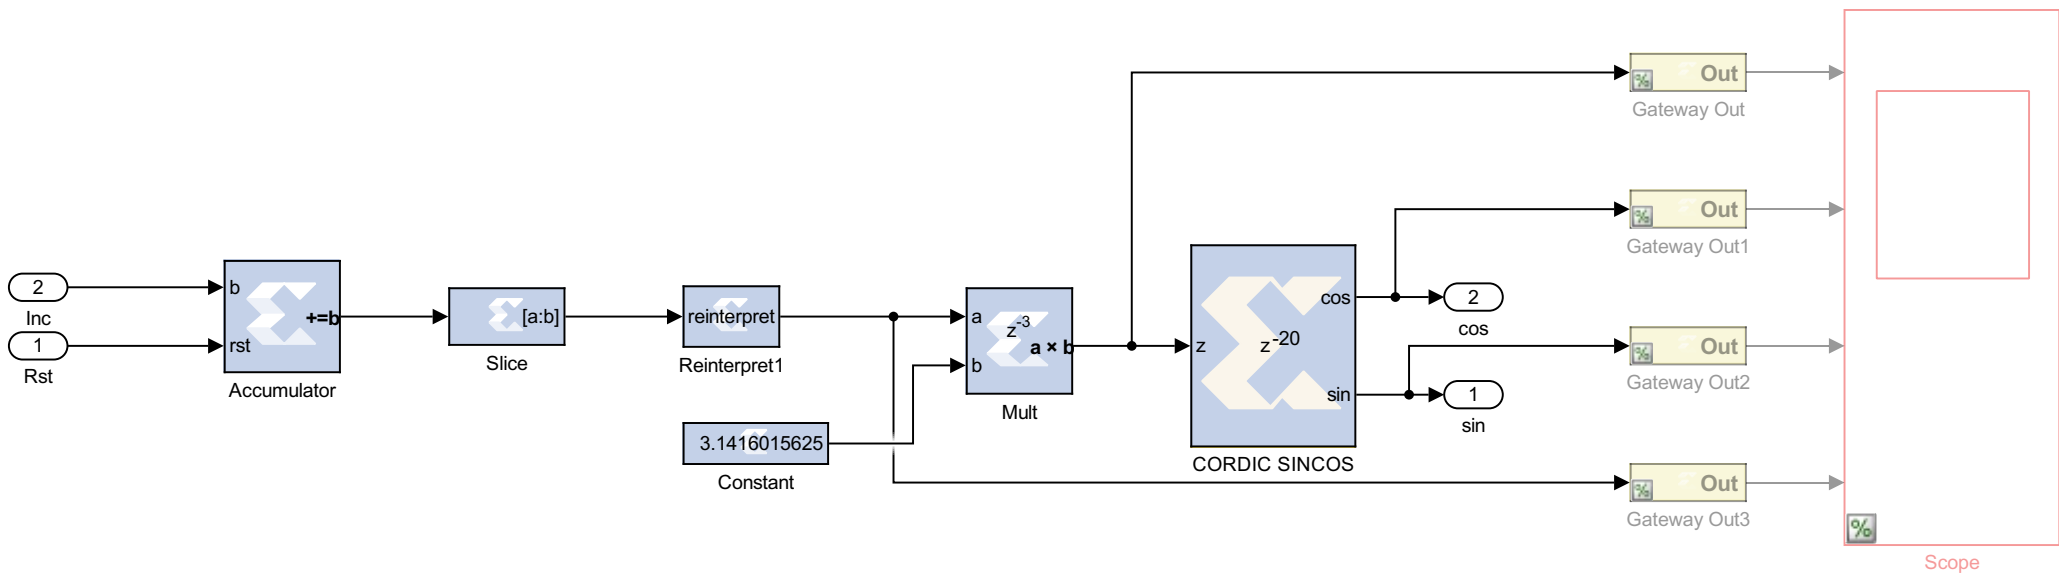 2
Inc
1
Rst
b
rst
+=b
Accumulator
[a:b]
Slice
reinterpret
Reinterpret1
3.1416015625
Constant
a
b
z-3
a × b
Mult
z
z-20
cos
sin
CORDIC SINCOS
2
cos
1
sin
Out
Gateway Out
Out
Gateway Out1
Out
Gateway Out2
Out
Gateway Out3
%
Scope